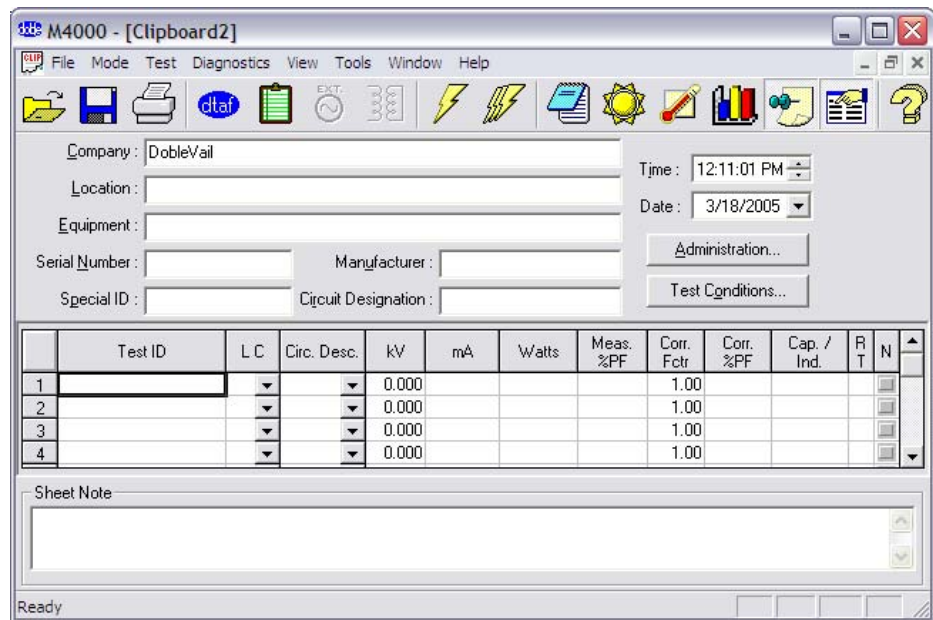 M4000 - [Clipboard2]
CLIP File Mode Test Diagnostics View Tools Window Help
dtaf EXT.
Company : DobleVail
Time : 12:11:01 PM
Location :
Date : 3/18/2005
Equipment :
Administration...
Serial Number : Manufacturer :
Test Conditions...
Special ID : Circuit Designation :
Test ID L C Circ. Desc. kV mA Watts Meas. %PF Corr. Fctr Corr. %PF Cap. / Ind. R T N
1 0.000 1.00
2 0.000 1.00
3 0.000 1.00
4 0.000 1.00
Sheet Note
Ready